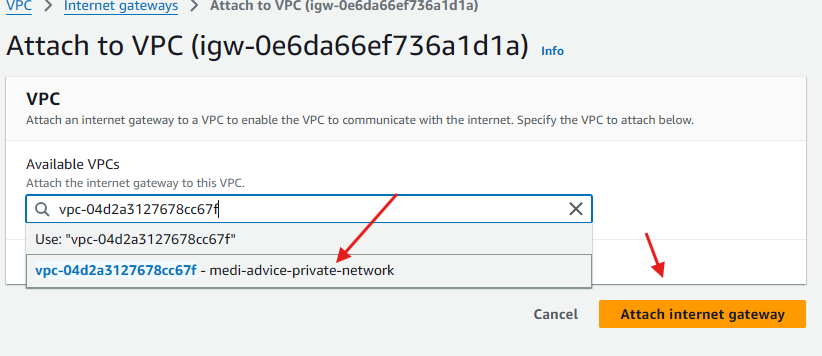 VPC > Internet gateways > Attach to VPC (igw-0e6da66ef736a1d1a)
Attach to VPC (igw-0e6da66ef736a1d1a) Info
VPC
Attach an internet gateway to a VPC to enable the VPC to communicate with the internet. Specify the VPC to attach below.
Available VPCs
Attach the internet gateway to this VPC.
vpc-04d2a3127678cc67f
Use: "vpc-04d2a3127678cc67f"
vpc-04d2a3127678cc67f - medi-advice-private-network
Cancel Attach internet gateway